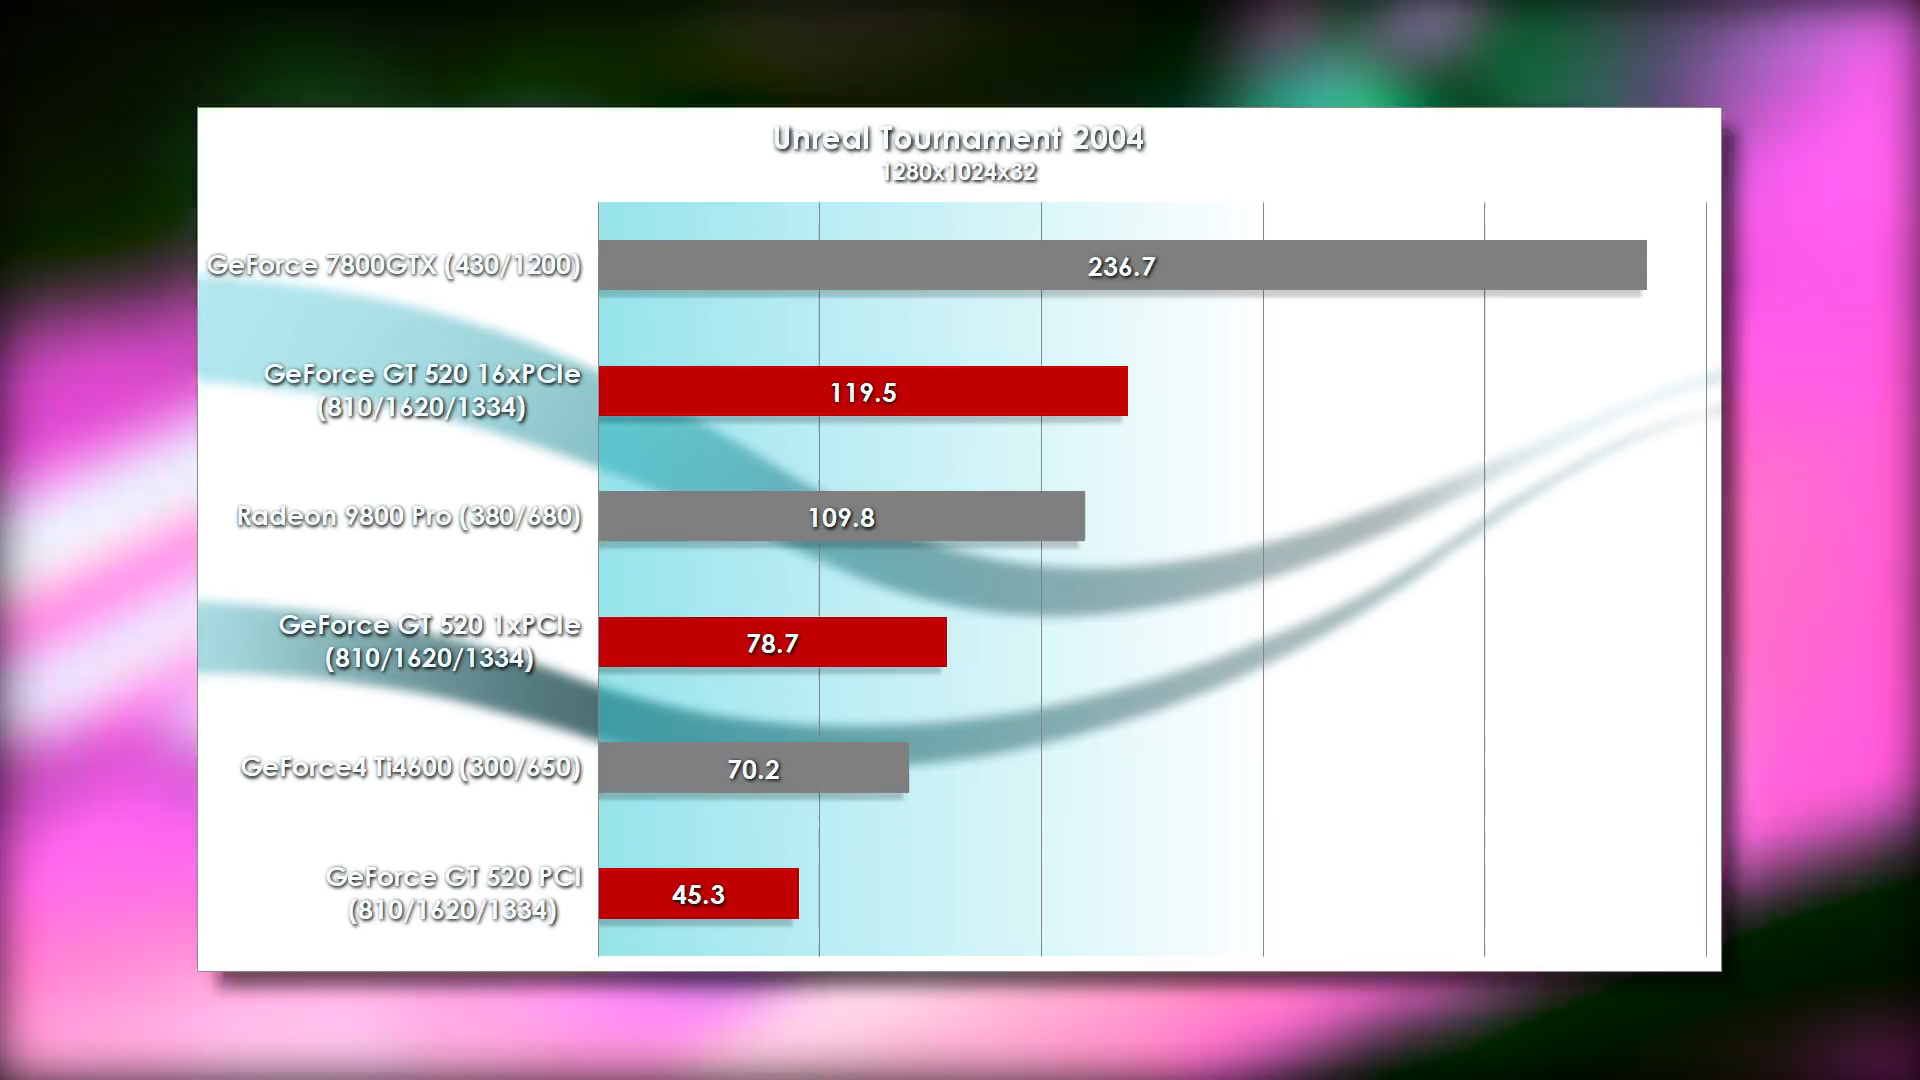 Unreal Tournament 2004
1280x1024x32
GeForce 7800GTX (430/1200)
236.7
GeForce GT 520 16xPCIe
(810/1620/1334)
119.5
Radeon 9800 Pro (380/680)
109.8
GeForce GT 520 1xPCIe
(810/1620/1334)
78.7
GeForce4 Ti4600 (300/650)
70.2
GeForce GT 520 PCI
(810/1620/1334)
45.3